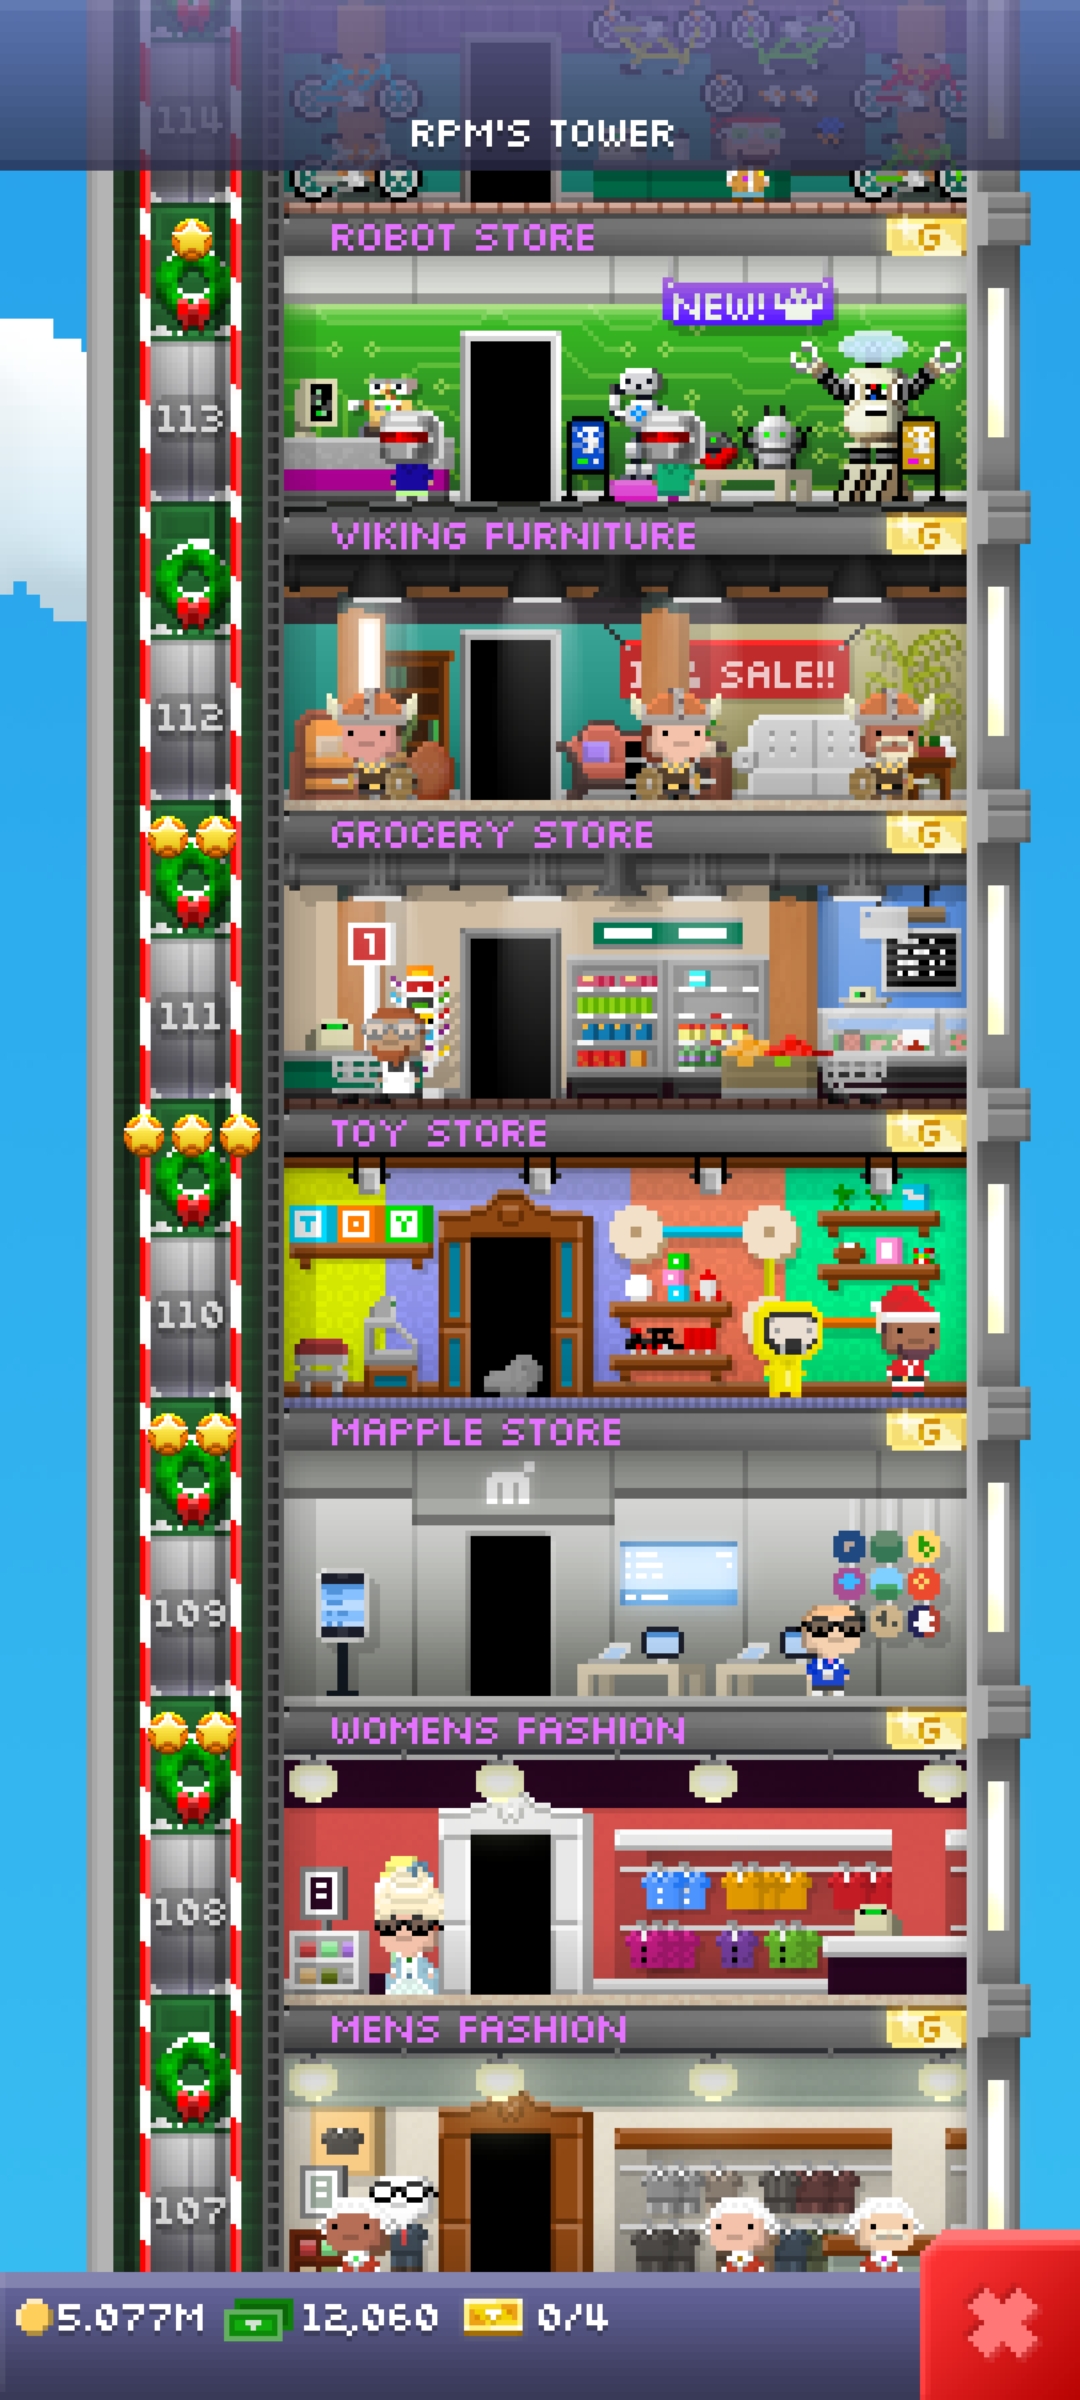 114
RPM'S TOWER
ROBOT STORE
G
NEW!
113
VIKING FURNITURE
G
SALE!!
112
GROCERY STORE
G
1
111
TOY STORE
G
T O Y
110
MAPPLE STORE
G
m
109
WOMENS FASHION
G
8
108
MENS FASHION
G
8
107
5.077M
12,060
0/4